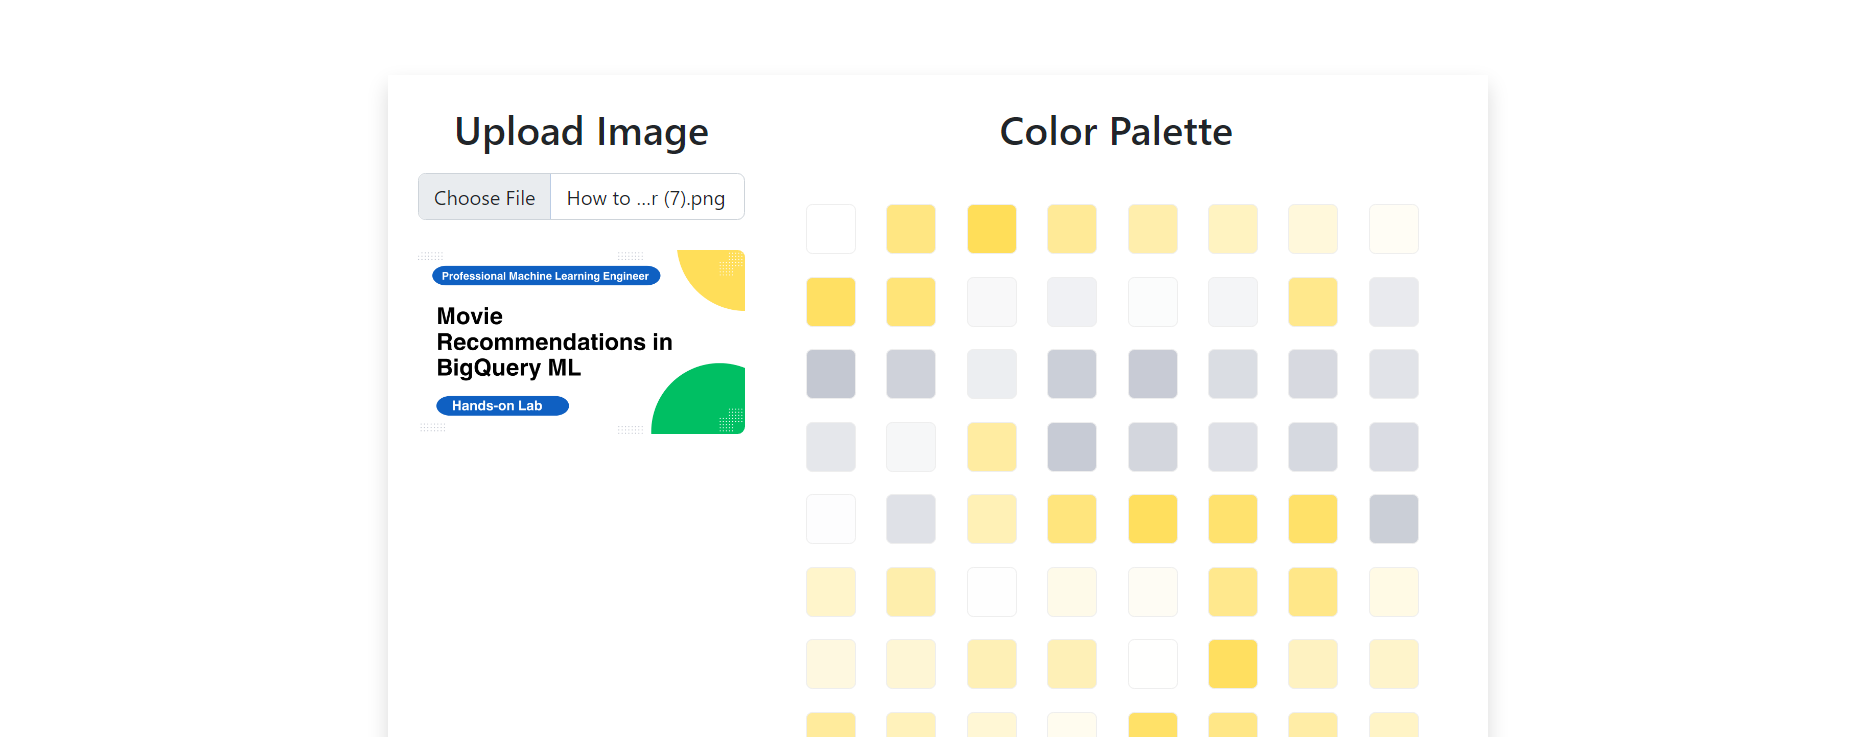 Upload Image
Choose File How to ...r (7).png
Professional Machine Learning Engineer
Movie
Recommendations in
BigQuery ML
Hands-on Lab
Color Palette